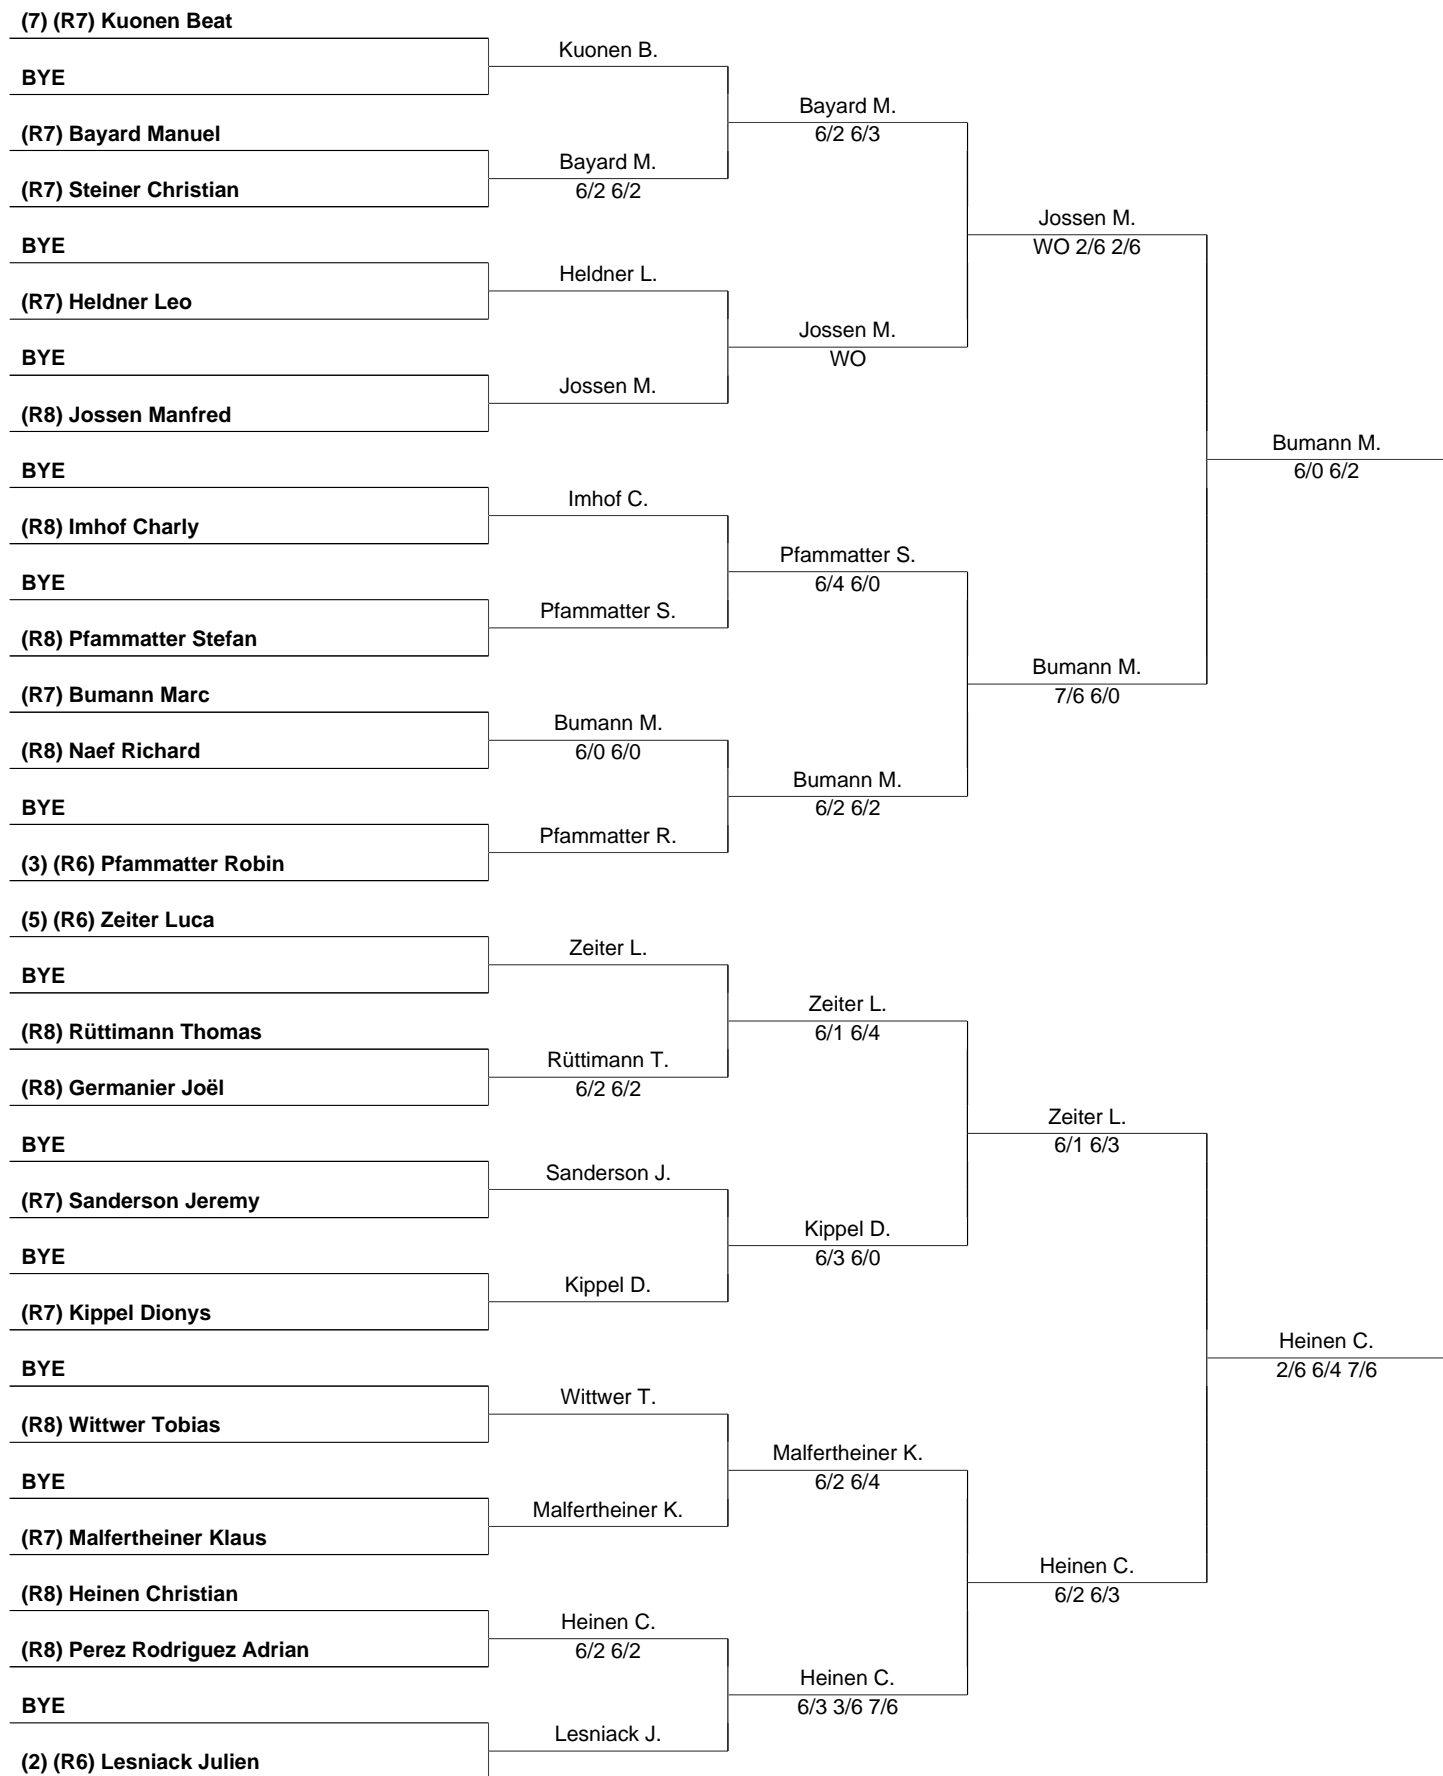 (7) (R7) Kuonen Beat
Kuonen B.
BYE
Bayard M.
(R7) Bayard Manuel
6/2 6/3
Bayard M.
(R7) Steiner Christian
6/2 6/2
Jossen M.
BYE
WO 2/6 2/6
Heldner L.
(R7) Heldner Leo
Jossen M.
BYE
WO
Jossen M.
(R8) Jossen Manfred
Bumann M.
BYE
6/0 6/2
Imhof C.
(R8) Imhof Charly
Pfammatter S.
BYE
6/4 6/0
Pfammatter S.
(R8) Pfammatter Stefan
Bumann M.
(R7) Bumann Marc
7/6 6/0
Bumann M.
(R8) Naef Richard
6/0 6/0
Bumann M.
BYE
6/2 6/2
Pfammatter R.
(3) (R6) Pfammatter Robin
(5) (R6) Zeiter Luca
Zeiter L.
BYE
Zeiter L.
(R8) Rüttimann Thomas
6/1 6/4
Rüttimann T.
(R8) Germanier Joël
6/2 6/2
Zeiter L.
BYE
6/1 6/3
Sanderson J.
(R7) Sanderson Jeremy
Kippel D.
BYE
6/3 6/0
Kippel D.
(R7) Kippel Dionys
Heinen C.
BYE
2/6 6/4 7/6
Wittwer T.
(R8) Wittwer Tobias
Malfertheiner K.
BYE
6/2 6/4
Malfertheiner K.
(R7) Malfertheiner Klaus
Heinen C.
(R8) Heinen Christian
6/2 6/3
Heinen C.
(R8) Perez Rodriguez Adrian
6/2 6/2
Heinen C.
BYE
6/3 3/6 7/6
Lesniack J.
(2) (R6) Lesniack Julien